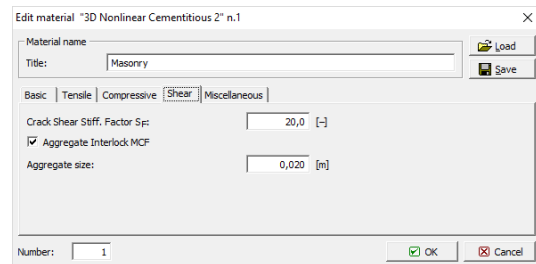 Edit material "3D Nonlinear Cementitious 2" n.1
Material name
Title: Masonry
Load
Save
Basic Tensile Compressive Shear Miscellaneous
Crack Shear Stiff. Factor SF: 20,0 [-]
Aggregate Interlock MCF
Aggregate size: 0,020 [m]
Number: 1 OK Cancel